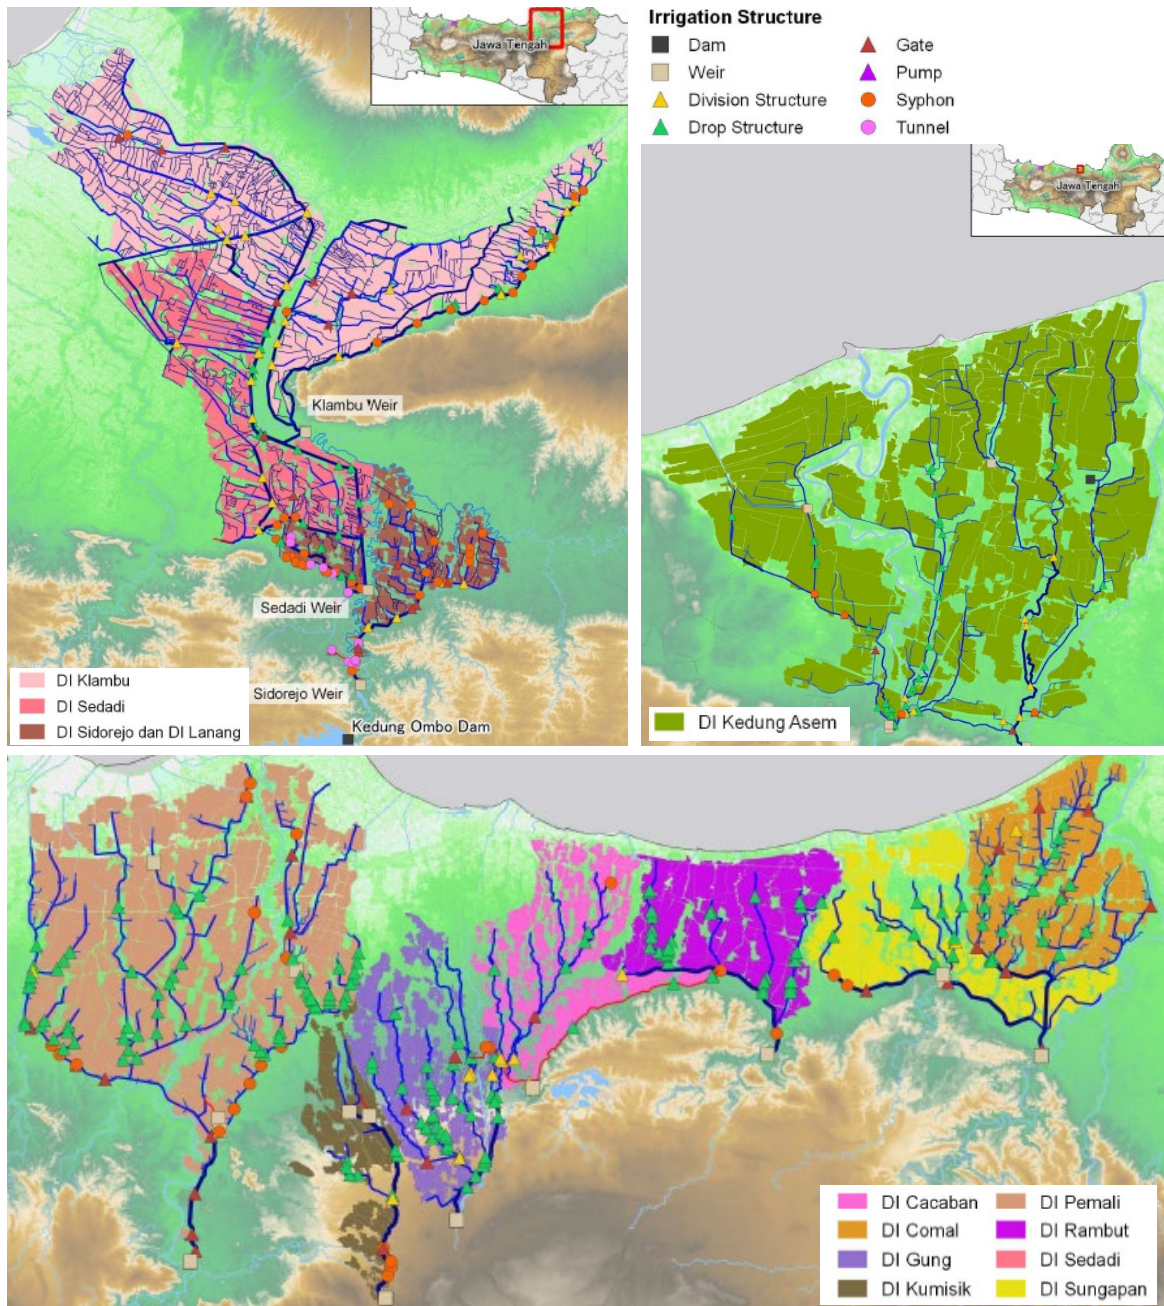 Jawa Tengah
Irrigation Structure
Dam
Gate
Weir
Pump
Division Structure
Syphon
Drop Structure
Tunnel
Jawa Tengah
Klambu Weir
Sedadi Weir
Sidorejo Weir
Kedung Ombo Dam
DI Klambu
DI Sedadi
DI Sidorejo dan DI Lanang
DI Kedung Asem
DI Cacaban
DI Pemali
DI Comal
DI Rambut
DI Gung
DI Sedadi
DI Kumisik
DI Sungapan